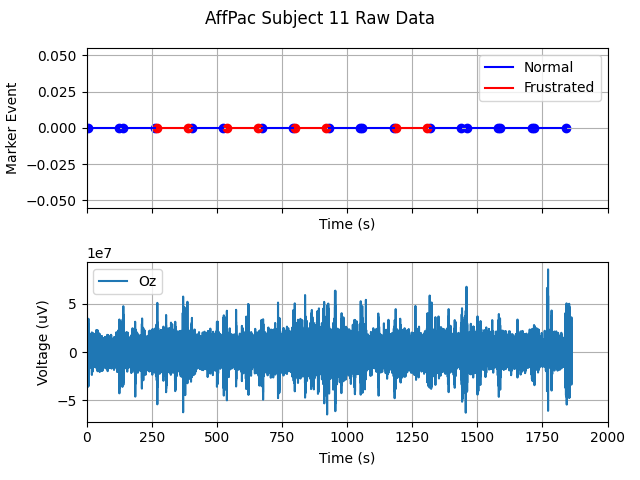 AffPac Subject 11 Raw Data
0.050
0.025
0.000
−0.025
−0.050
Marker Event
Normal
Frustrated
Time (s)
1e7
5
0
−5
Voltage (uV)
Oz
0 250 500 750 1000 1250 1500 1750 2000
Time (s)